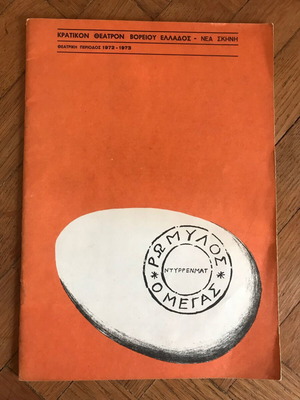 ΚΡΑΤΙΚΟΝ ΘΕΑΤΡΟΝ ΒΟΡΕΙΟΥ ΕΛΛΑΔΟΣ - ΝΕΑ ΣΚΗΝΗ
ΘΕΑΤΡΙΚΗ ΠΕΡΙΟΔΟΣ 1972-1973
ΡΩΜΥΛΟΣ
ΝΤΥΡΡΕΝΜΑΤ
* Ο ΜΕΓΑΣ *